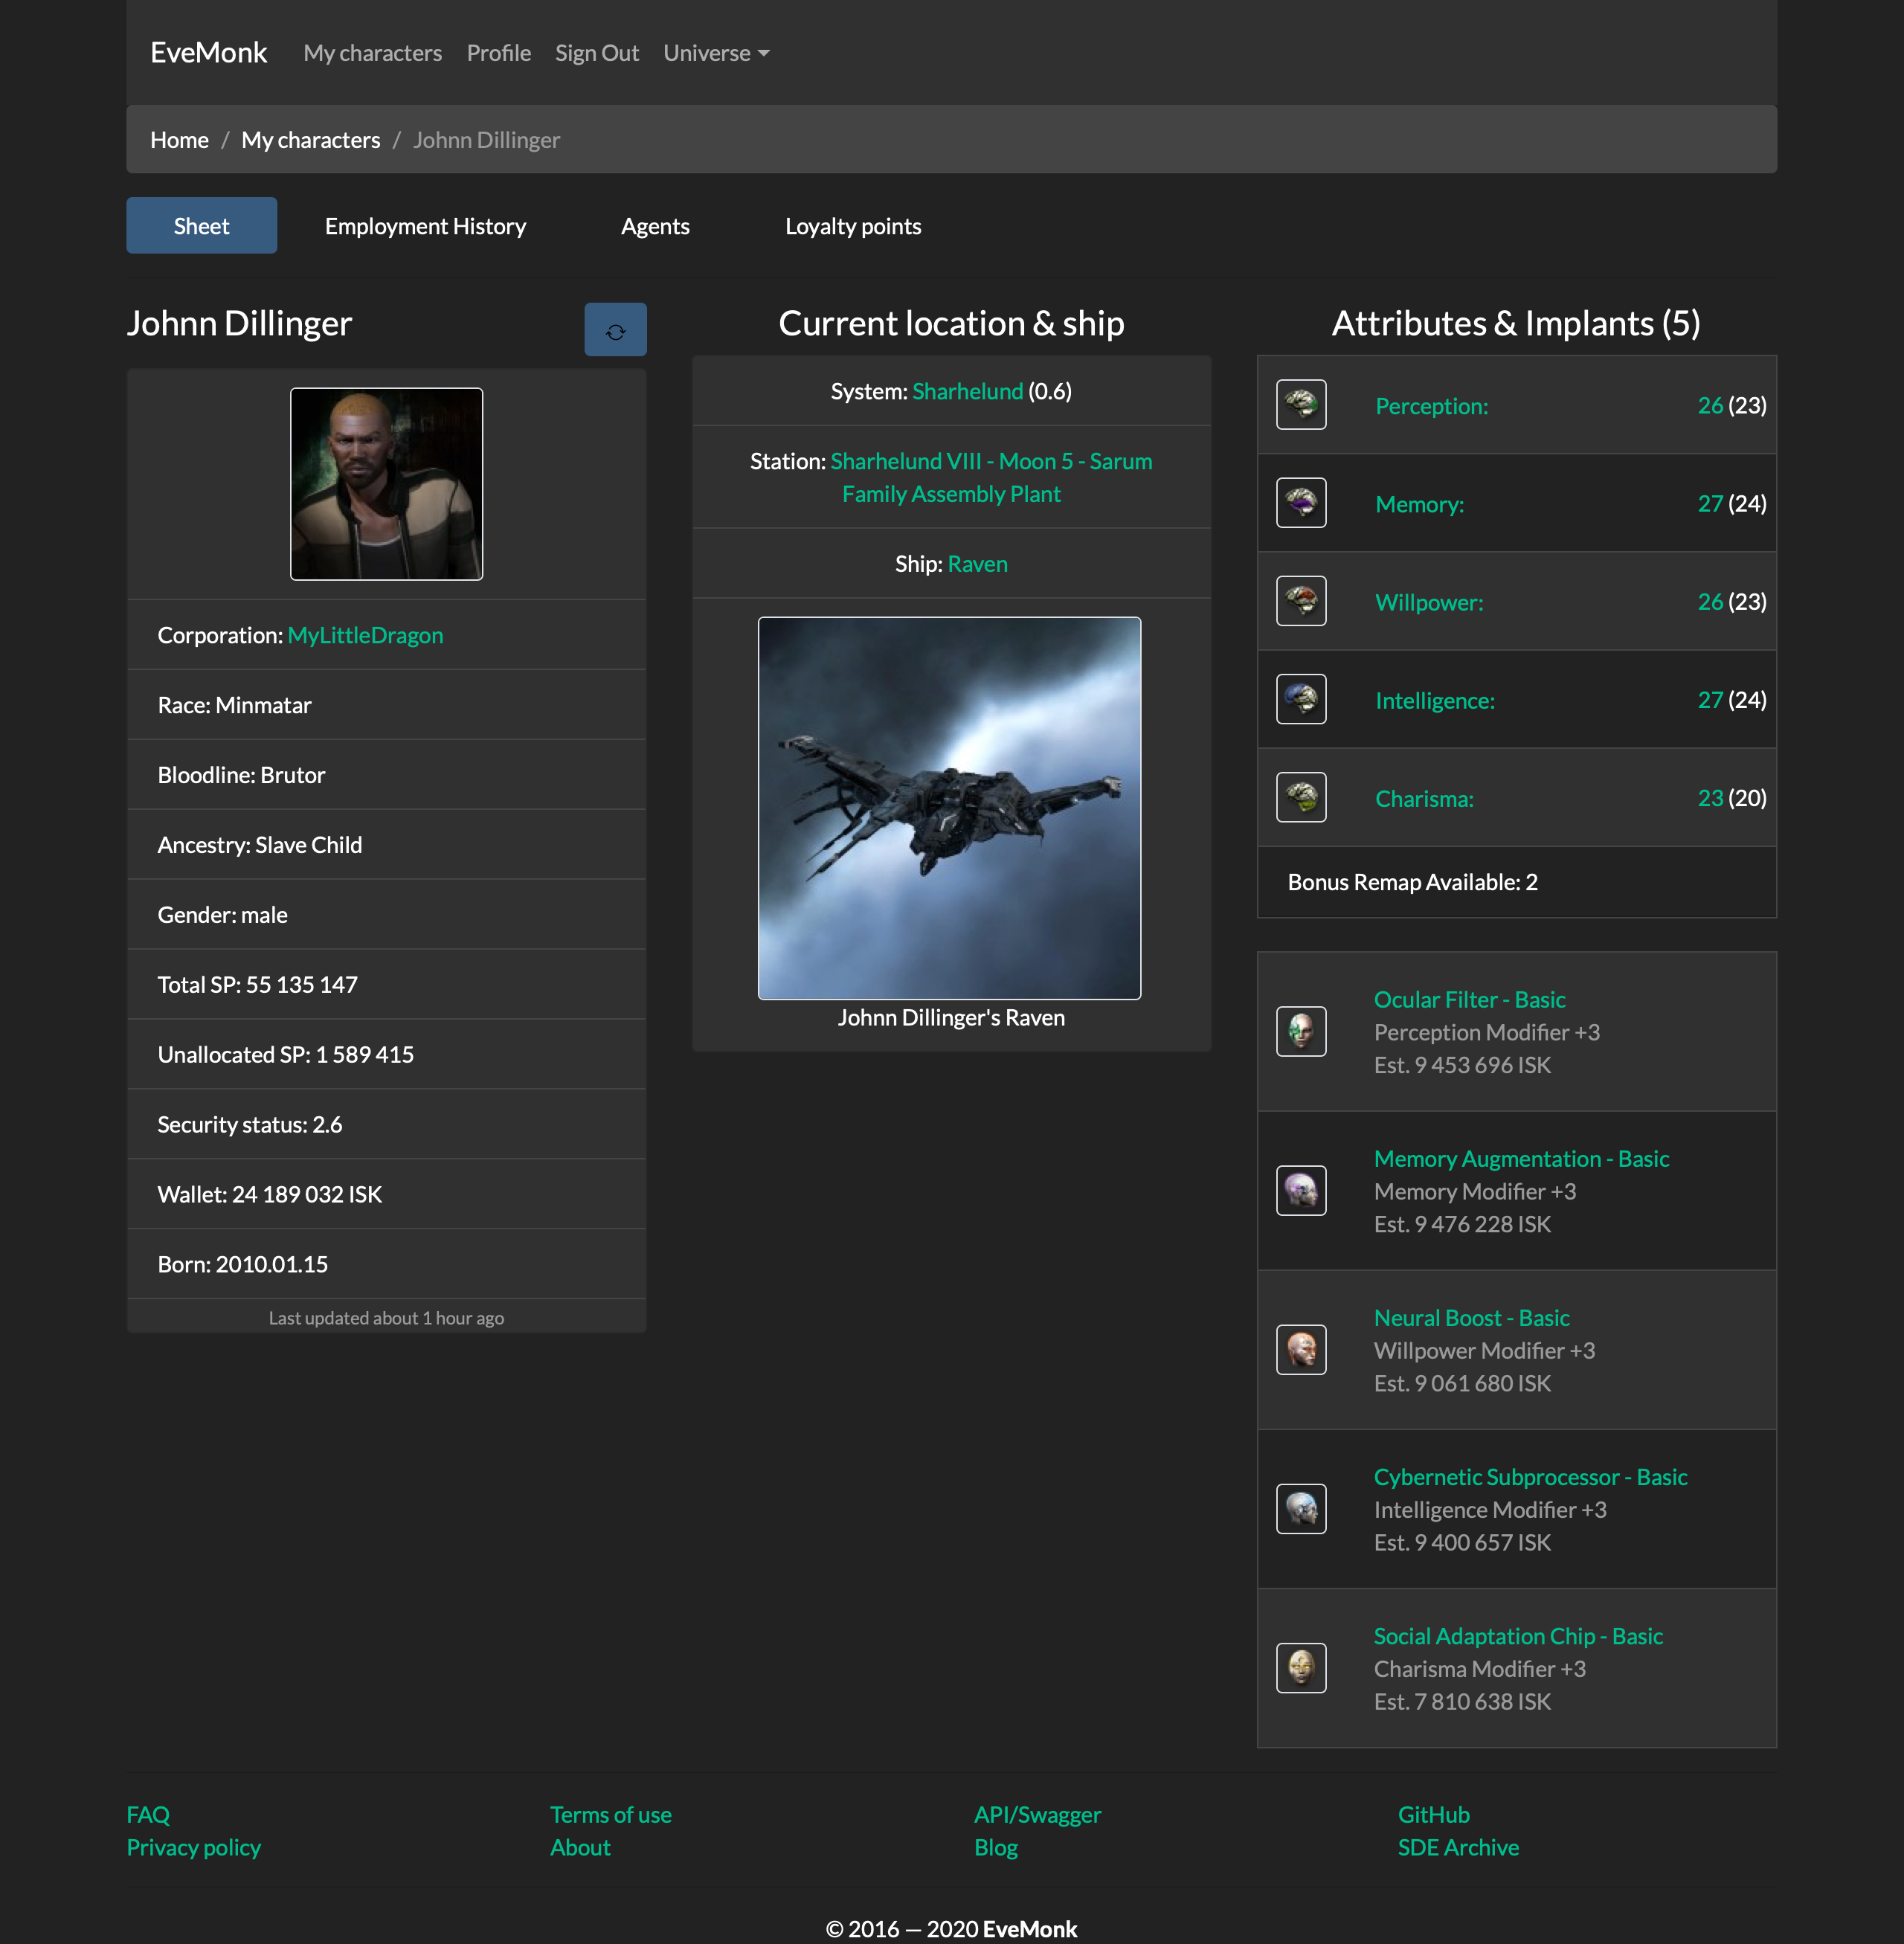 EveMonk My characters Profile Sign Out Universe
Home / My characters / Johnn Dillinger
Sheet Employment History Agents Loyalty points
Johnn Dillinger
Corporation: MyLittleDragon
Race: Minmatar
Bloodline: Brutor
Ancestry: Slave Child
Gender: male
Total SP: 55 135 147
Unallocated SP: 1 589 415
Security status: 2.6
Wallet: 24 189 032 ISK
Born: 2010.01.15
Last updated about 1 hour ago
Current location & ship
System: Sharhelund (0.6)
Station: Sharhelund VIII - Moon 5 - Sarum
Family Assembly Plant
Ship: Raven
Johnn Dillinger's Raven
Attributes & Implants (5)
Perception: 26 (23)
Memory: 27 (24)
Willpower: 26 (23)
Intelligence: 27 (24)
Charisma: 23 (20)
Bonus Remap Available: 2
Ocular Filter - Basic
Perception Modifier +3
Est. 9 453 696 ISK
Memory Augmentation - Basic
Memory Modifier +3
Est. 9 476 228 ISK
Neural Boost - Basic
Willpower Modifier +3
Est. 9 061 680 ISK
Cybernetic Subprocessor - Basic
Intelligence Modifier +3
Est. 9 400 657 ISK
Social Adaptation Chip - Basic
Charisma Modifier +3
Est. 7 810 638 ISK
FAQ Terms of use API/Swagger GitHub
Privacy policy About Blog SDE Archive
© 2016 — 2020 EveMonk